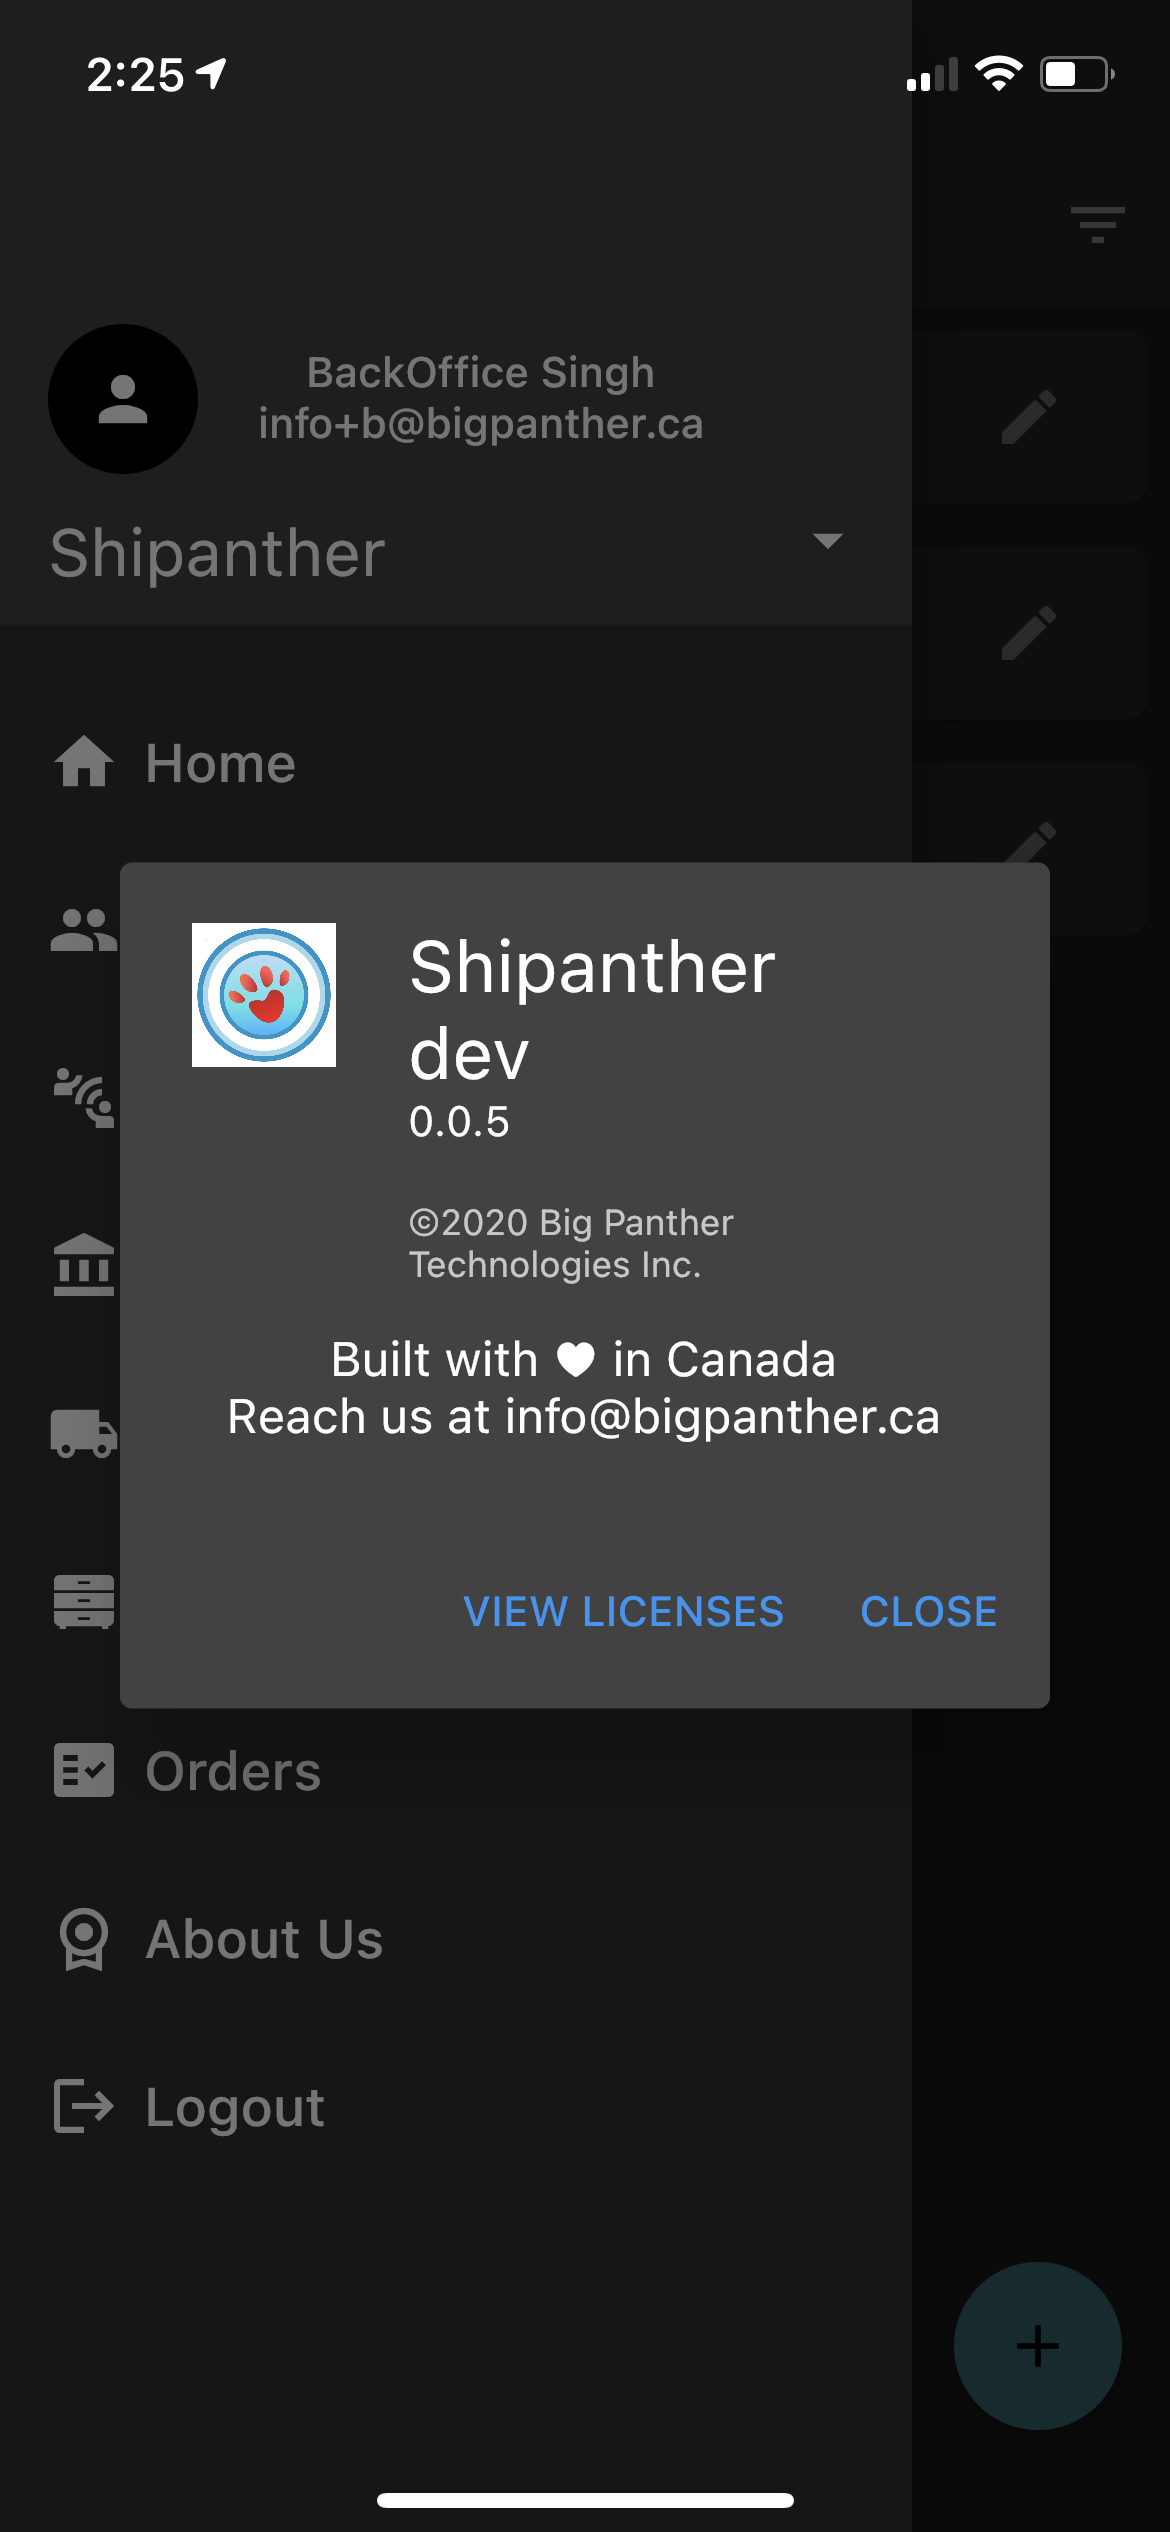 2:25
BackOffice Singh
info+b@bigpanther.ca
Shipanther
Home
Shipanther
dev
0.0.5
©2020 Big Panther
Technologies Inc.
Built with ♥ in Canada
Reach us at info@bigpanther.ca
VIEW LICENSES CLOSE
Orders
About Us
Logout